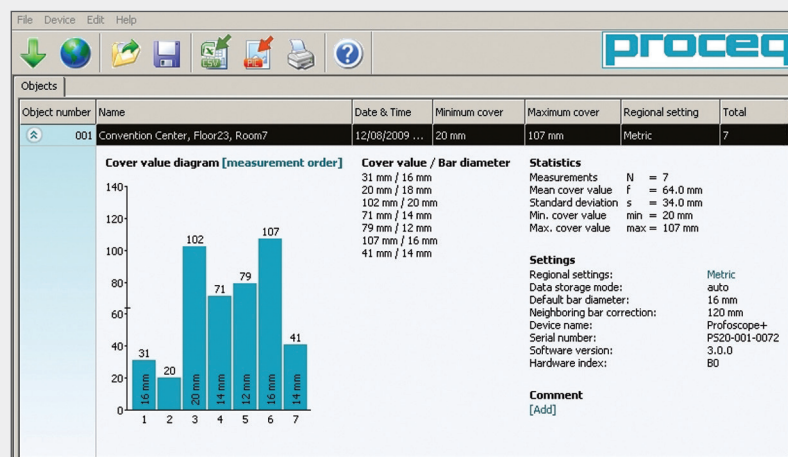 File Device Edit Help
CSV
proceq
Objects
Object number Name Date & Time Minimum cover Maximum cover Regional setting Total
001 Convention Center, Floor23, Room7 12/08/2009 ... 20 mm 107 mm Metric 7
Cover value diagram [measurement order]
140
120
100
80
60
40
20
0
31
20
102
71
79
107
41
16 mm
20 mm
14 mm
12 mm
16 mm
14 mm
1 2 3 4 5 6 7
Cover value / Bar diameter
31 mm / 16 mm
20 mm / 18 mm
102 mm / 20 mm
71 mm / 14 mm
79 mm / 12 mm
107 mm / 16 mm
41 mm / 14 mm
Statistics
Measurements N = 7
Mean cover value f = 64.0 mm
Standard deviation s = 34.0 mm
Min. cover value min = 20 mm
Max. cover value max = 107 mm
Settings
Regional settings: Metric
Data storage mode: auto
Default bar diameter: 16 mm
Neighboring bar correction: 120 mm
Device name: Profoscope+
Serial number: PS20-001-0072
Software version: 3.0.0
Hardware index: B0
Comment
[Add]